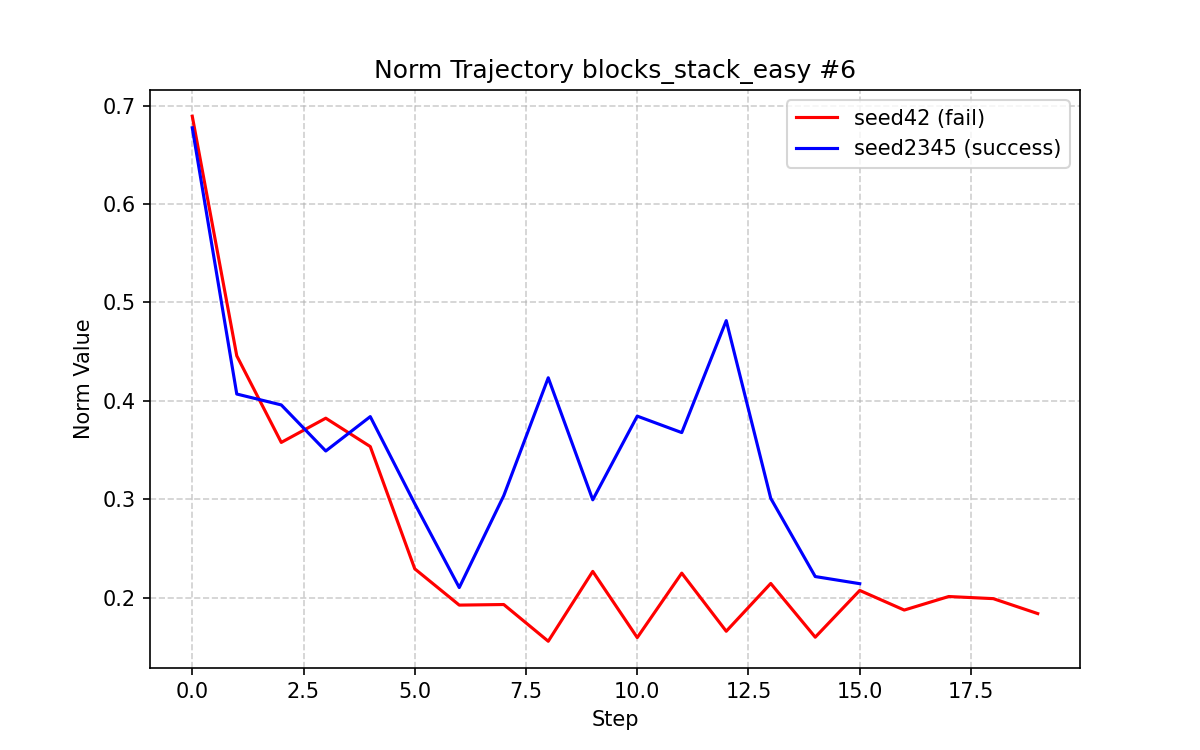 Norm Trajectory blocks_stack_easy #6
seed42 (fail)
seed2345 (success)
Norm Value
0.7
0.6
0.5
0.4
0.3
0.2
0.0 2.5 5.0 7.5 10.0 12.5 15.0 17.5
Step